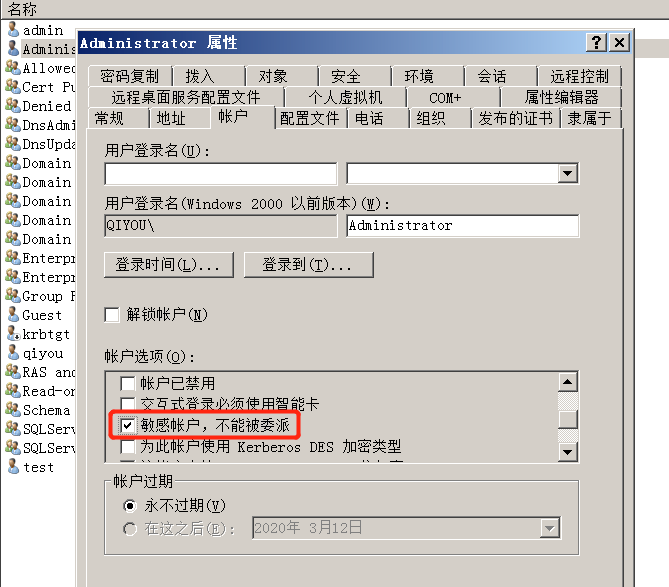 名称
admin
Adminis
Allowed
Cert Pu
Denied
DnsAdmi
DnsUpda
Domain
Domain
Domain
Domain
Domain
Enterpr
Enterpr
Group P
Guest
krbtgt
qiyou
RAS and
Read-on
Schema
SQLServ
SQLServ
test
Administrator 属性
密码复制 拨入 对象 安全 环境 会话 远程控制
远程桌面服务配置文件 个人虚拟机 COM+ 属性编辑器
常规 地址 帐户 配置文件 电话 组织 发布的证书 隶属于
用户登录名(U):
用户登录名(Windows 2000 以前版本)(W):
QIYOU\ Administrator
登录时间(L)... 登录到(T)...
解锁帐户(N)
帐户选项(O):
帐户已禁用
交互式登录必须使用智能卡
敏感帐户，不能被委派
为此帐户使用 Kerberos DES 加密类型
帐户过期
永不过期(V)
在这之后(E): 2020年 3月12日